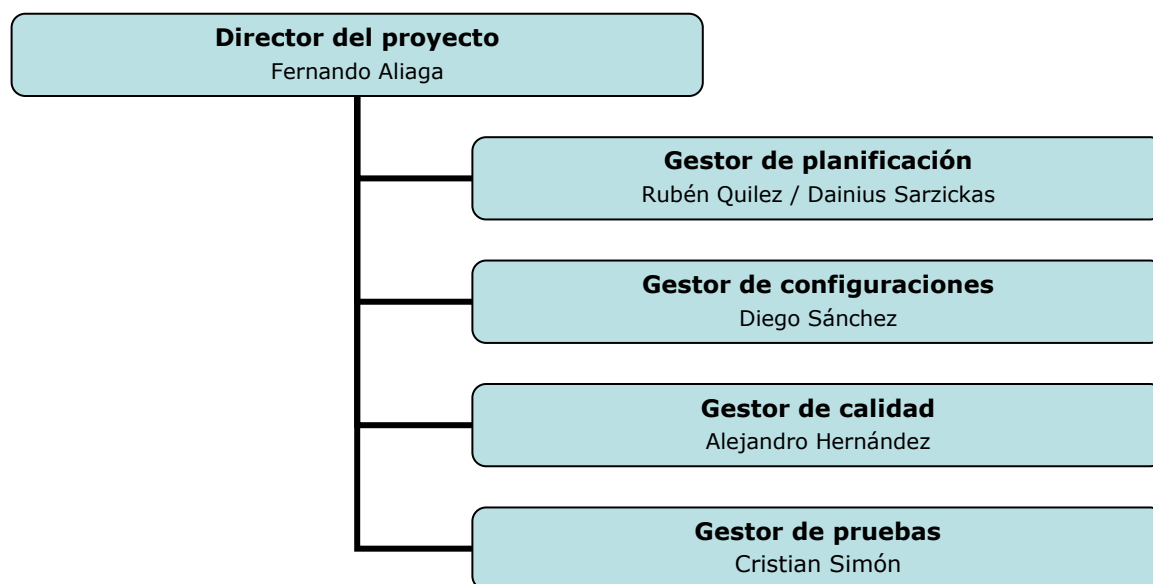 Director del proyecto
Fernando Aliaga
Gestor de planificación
Rubén Quilez / Dainius Sarzickas
Gestor de configuraciones
Diego Sánchez
Gestor de calidad
Alejandro Hernández
Gestor de pruebas
Cristian Simón